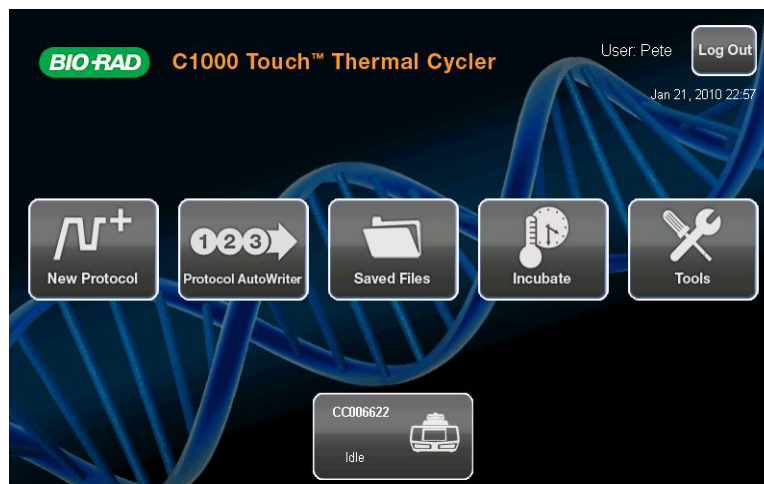 BIO-RAD
C1000 Touch™ Thermal Cycler
User: Pete
Log Out
Jan 21, 2010 22:57
New Protocol
123
Protocol AutoWriter
Saved Files
Incubate
Tools
CC006622
Idle